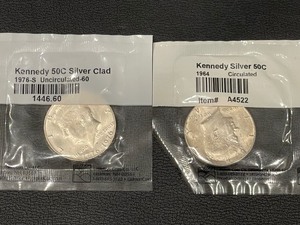 Kennedy 50C Silver Clad
1976-S Uncirculated-60
1446.60
Kennedy Silver 50C
1964 Circulated
Item# A4522